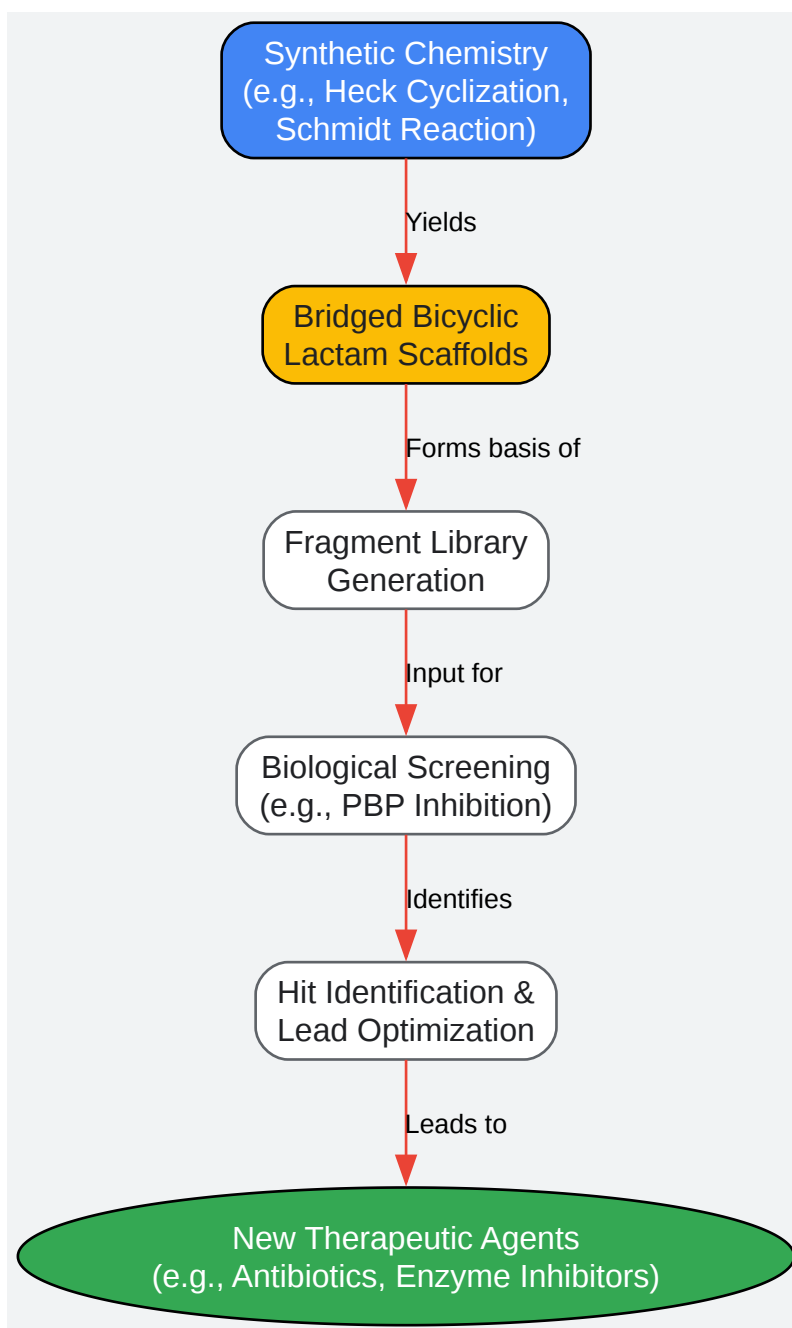 Synthetic Chemistry
(e.g., Heck Cyclization,
Schmidt Reaction)
Yields
Bridged Bicyclic
Lactam Scaffolds
Forms basis of
Fragment Library
Generation
Input for
Biological Screening
(e.g., PBP Inhibition)
Identifies
Hit Identification &
Lead Optimization
Leads to
New Therapeutic Agents
(e.g., Antibiotics, Enzyme Inhibitors)